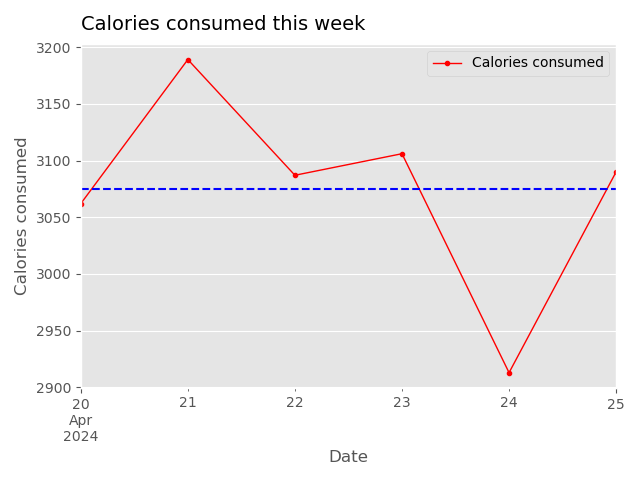 Calories consumed this week
Calories consumed
3200
3150
3100
3050
3000
2950
2900
Calories consumed
20 21 22 23 24 25
Apr
2024
Date